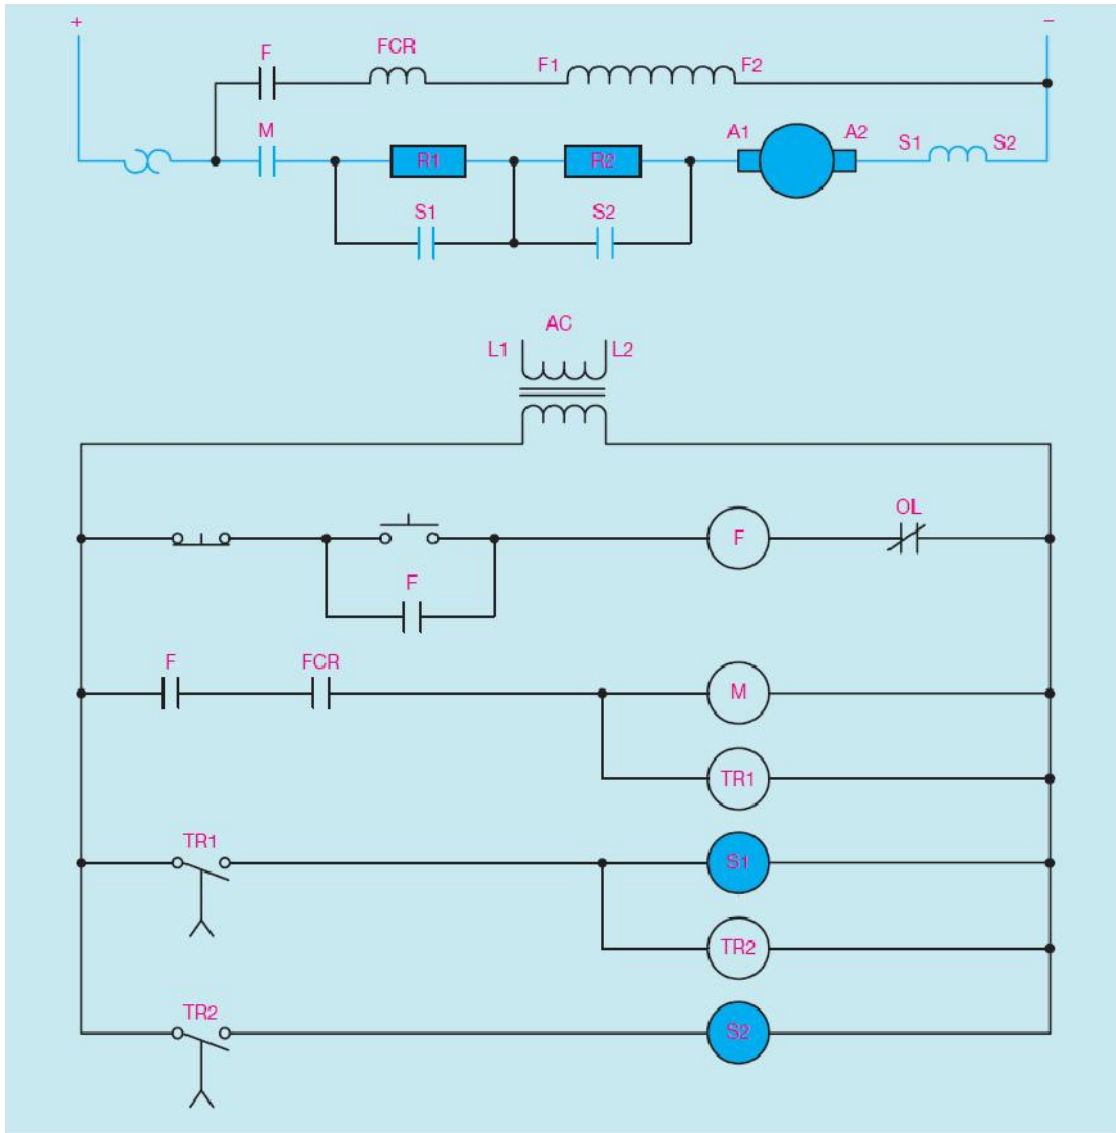 + −
F FCR F1 F2
M R1 R2 A1 A2 S1 S2
S1 S2
AC
L1 L2
F OL
F
F FCR M
TR1
TR1 S1
TR2
TR2 S2